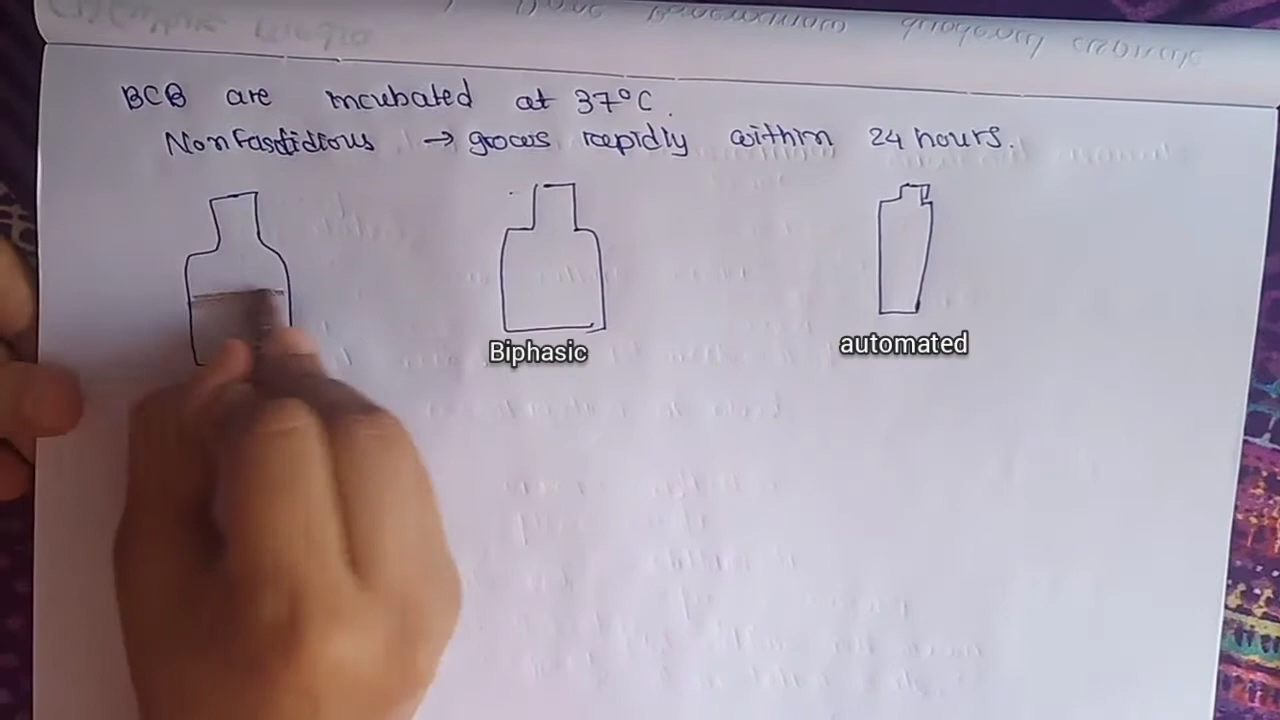 BCB are incubated at 37°C.
Nonfastidious → grows rapidly within 24 hours.
Biphasic
automated